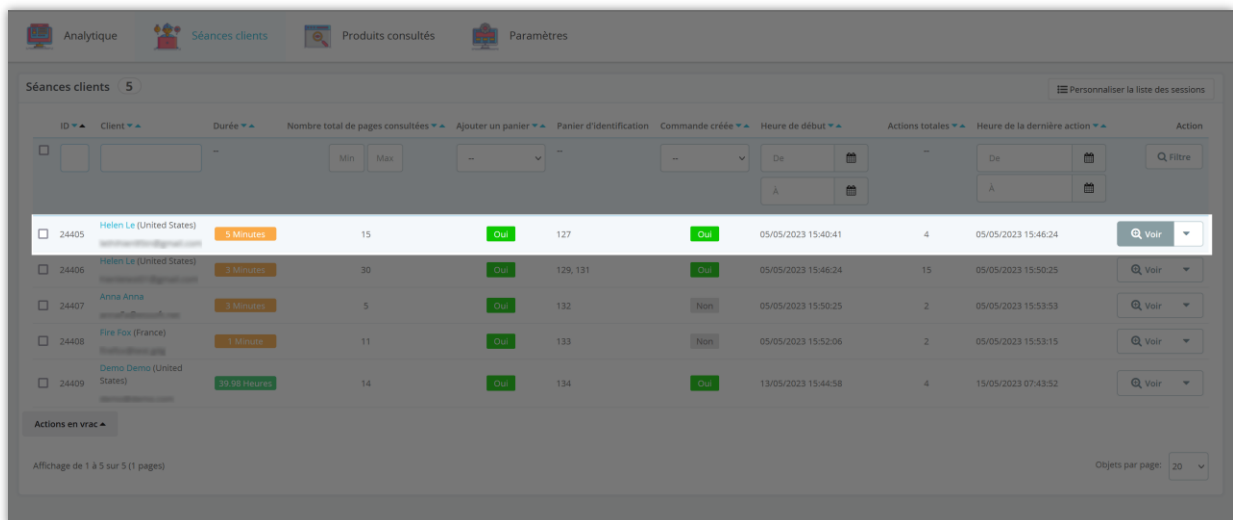 Analytique Séances clients Produits consultés Paramètres
Séances clients 5
Personnaliser la liste des sessions
ID Client Durée Nombre total de pages consultées Ajouter un panier Panier d'identification Commande créée Heure de début Actions totales Heure de la dernière action Action
-- Min Max -- -- -- De -- De Filtre
À À
24405 Helen Le (United States) 5 Minutes 15 Oui 127 Oui 05/05/2023 15:40:41 4 05/05/2023 15:46:24 Voir
24406 Helen Le (United States) 3 Minutes 30 Oui 129, 131 Oui 05/05/2023 15:46:24 15 05/05/2023 15:50:25 Voir
24407 Anna Anna 3 Minutes 5 Oui 132 Non 05/05/2023 15:50:25 2 05/05/2023 15:53:53 Voir
24408 Fire Fox (France) 1 Minute 11 Oui 133 Non 05/05/2023 15:52:06 2 05/05/2023 15:53:15 Voir
Demo Demo (United
24409 States) 39.98 Heures 14 Oui 134 Oui 13/05/2023 15:44:58 4 15/05/2023 07:43:52 Voir
Actions en vrac
Affichage de 1 à 5 sur 5 (1 pages)
Objets par page: 20